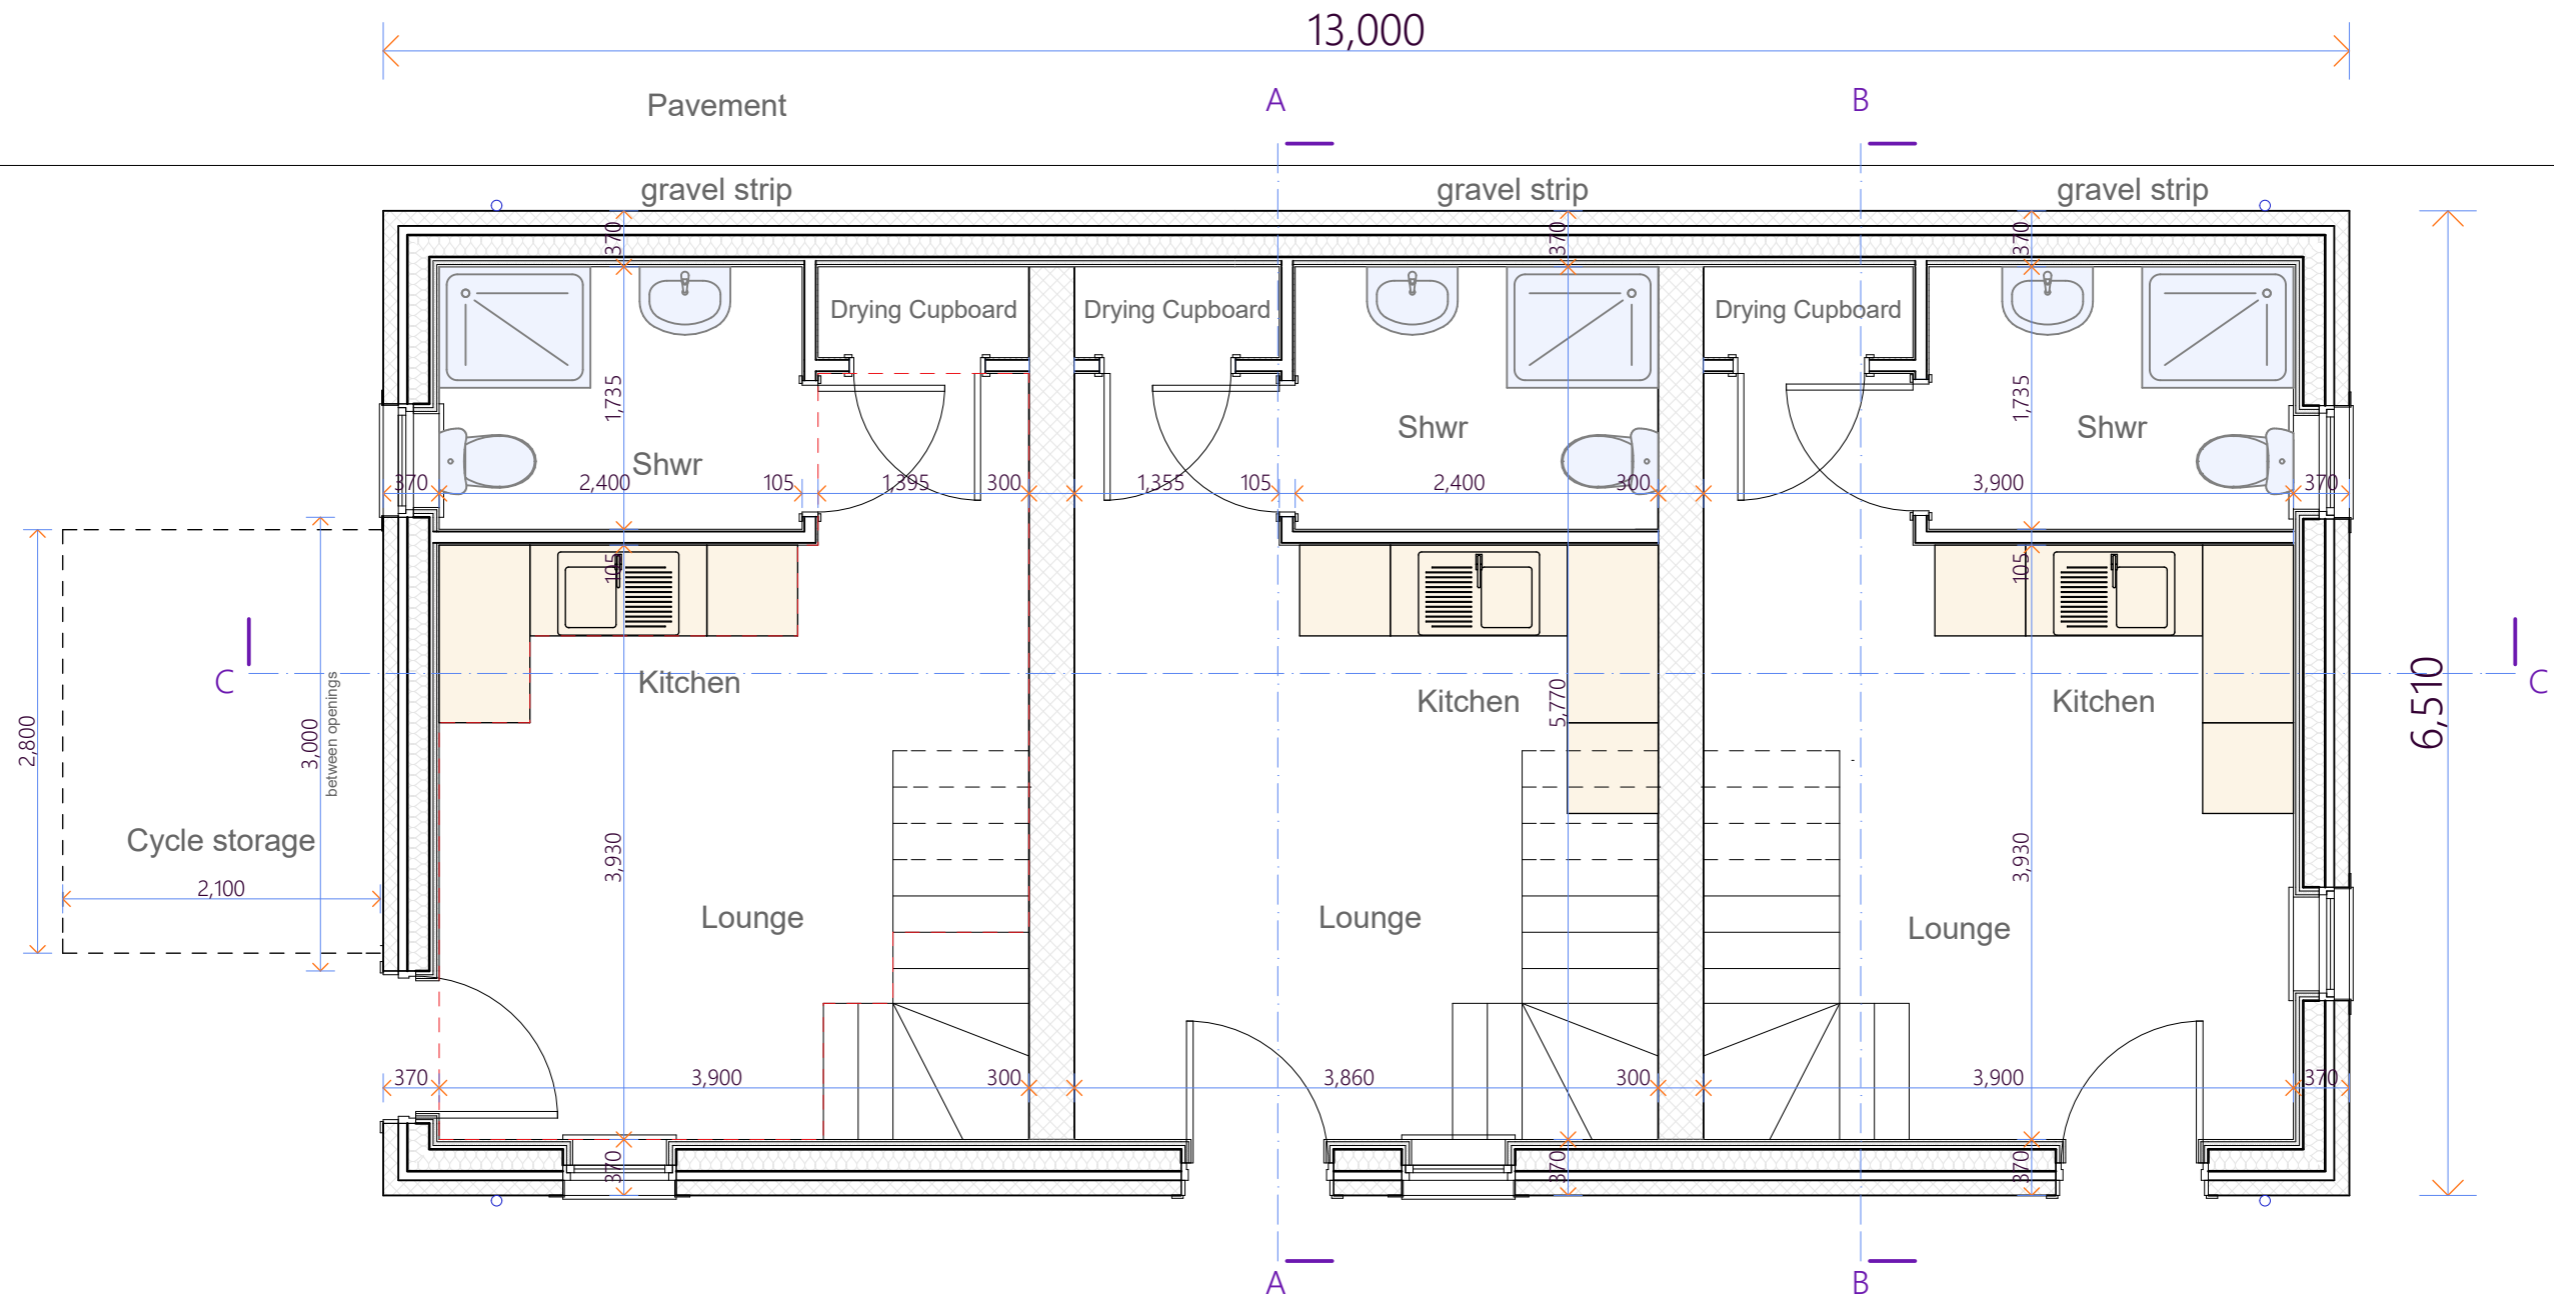 13,000
Pavement
A
B
gravel strip
gravel strip
gravel strip
370
370
370
Drying Cupboard
Drying Cupboard
Drying Cupboard
1,735
1,735
Shwr
Shwr
Shwr
370
2,400
105
1,395
300
1,355
105
2,400
300
3,900
370
105
105
C
Kitchen
Kitchen
Kitchen
C
2,800
3,000
between openings
5,770
6,510
Cycle storage
3,930
3,930
2,100
Lounge
Lounge
Lounge
370
3,900
300
3,860
300
3,900
370
370
370
370
A
B